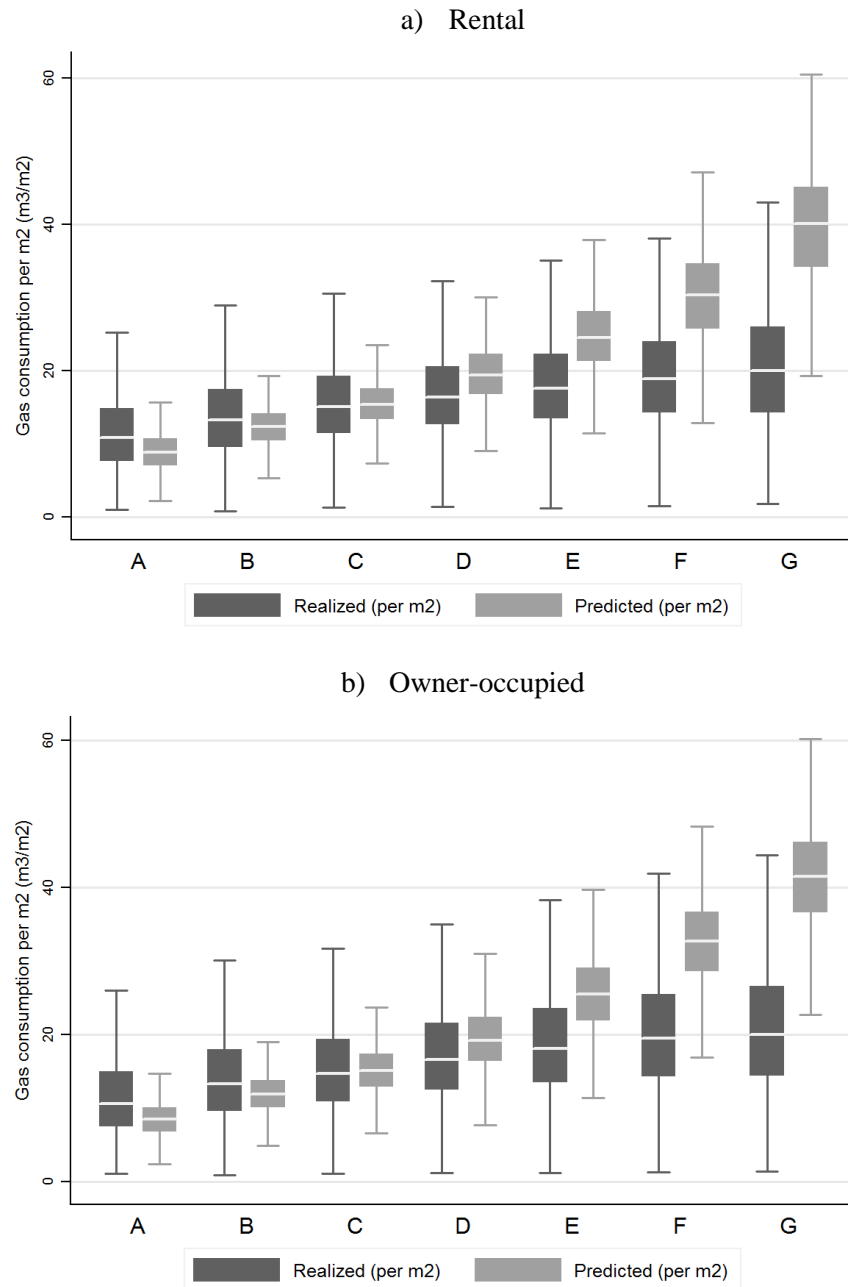 a) Rental
Gas consumption per m2 (m3/m2)
60
40
20
0
A B C D E F G
Realized (per m2) Predicted (per m2)
b) Owner-occupied
Gas consumption per m2 (m3/m2)
60
40
20
0
A B C D E F G
Realized (per m2) Predicted (per m2)